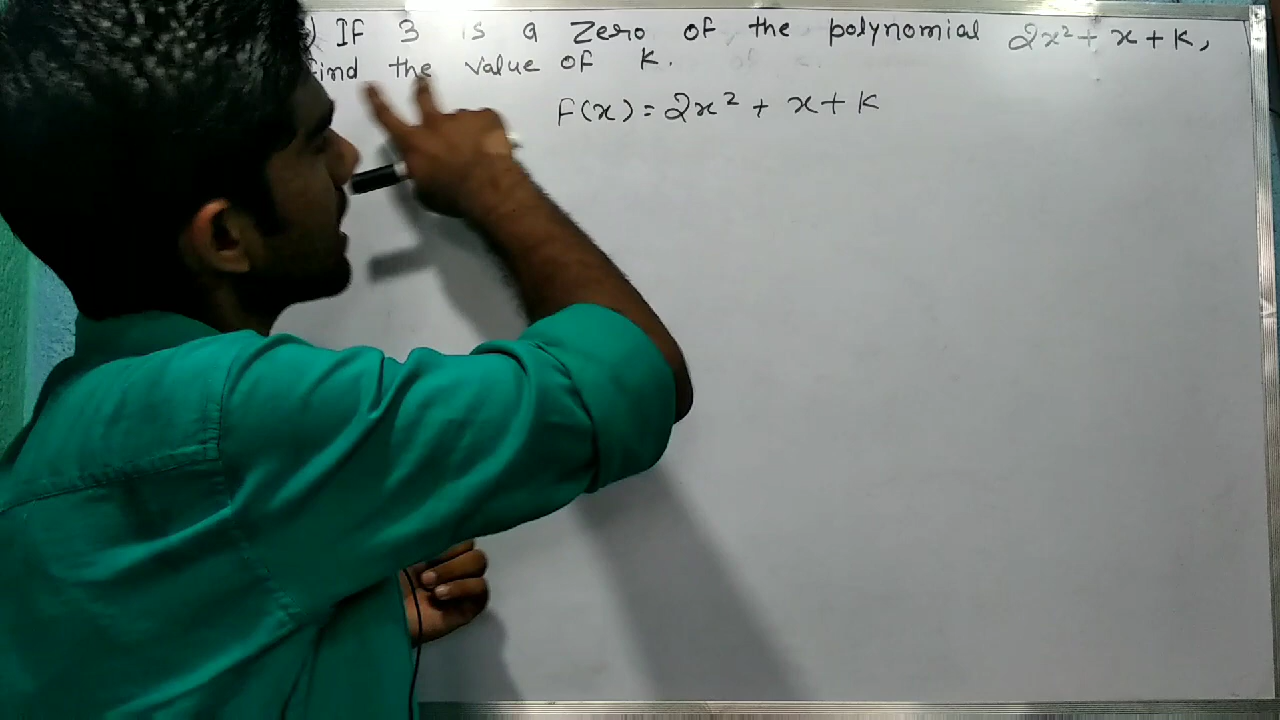 ) If 3 is a zero of the polynomial 2x² + x + k,
find the value of k.
F(x) = 2x² + x + k